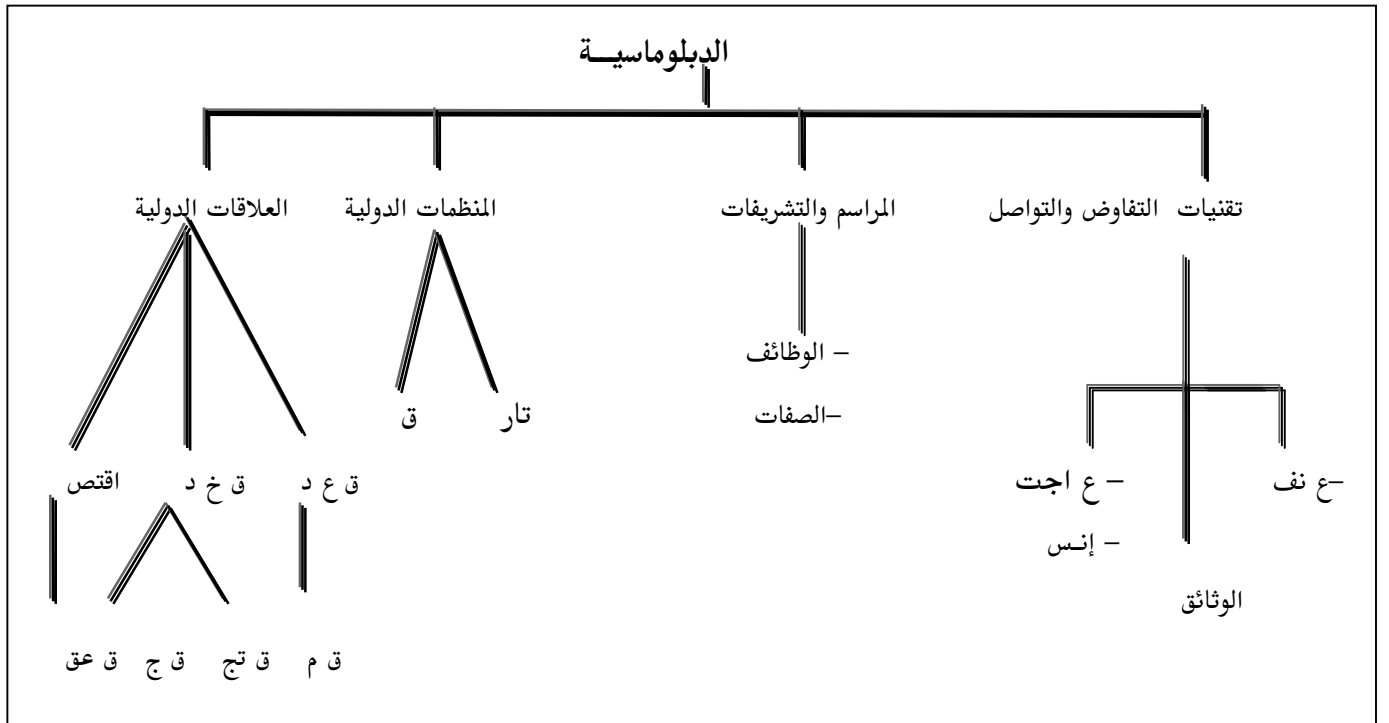 الدبلوماسيـــة
تقنيات التفاوض والتواصل
المراسم والتشريفات
المنظمات الدولية
العلاقات الدولية
– الوظائف
–الصفات
تار
ق
–ع نف
– ع اجت
– إنـس
الوثائق
ق ع د
ق خ د
اقتص
ق م
ق تج
ق ج
ق عق